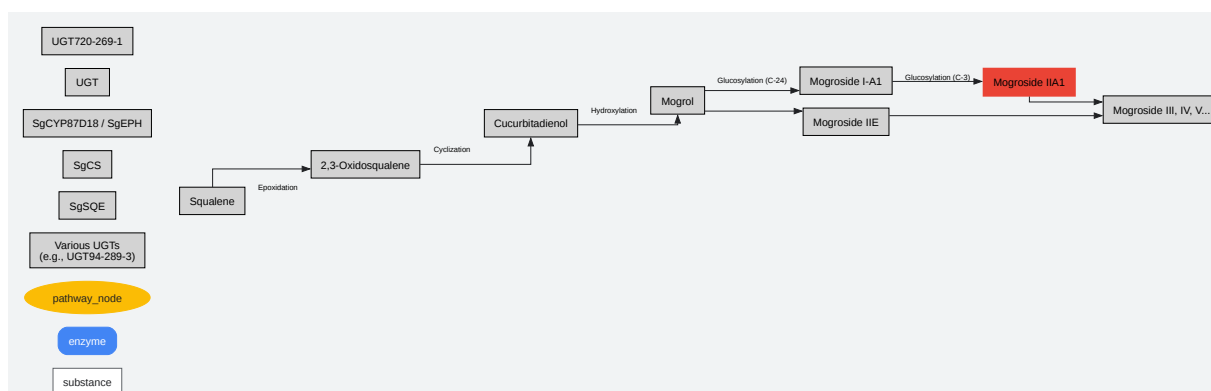 UGT720-269-1
UGT
SgCYP87D18 / SgEPH
SgCS
SgSQE
Various UGTs
(e.g., UGT94-289-3)
pathway_node
enzyme
substance
Squalene
Epoxidation
2,3-Oxidosqualene
Cyclization
Cucurbitadienol
Hydroxylation
Mogrol
Glucosylation (C-24)
Mogroside I-A1
Glucosylation (C-3)
Mogroside IIA1
Mogroside IIE
Mogroside III, IV, V...